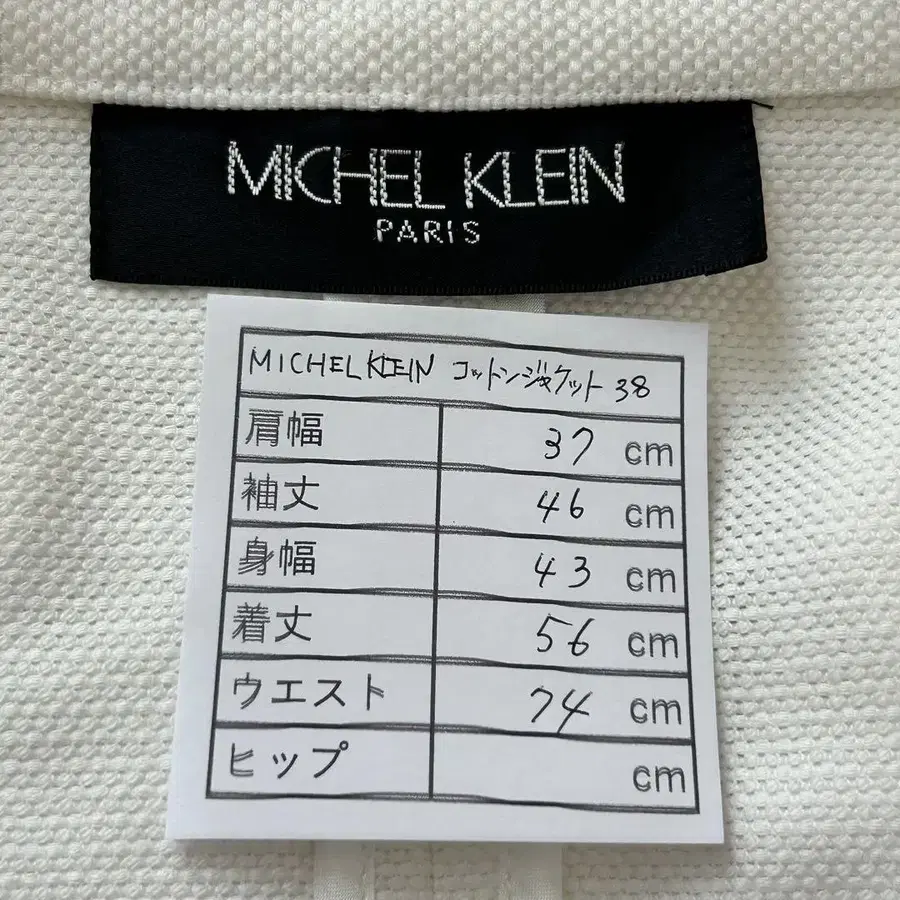 MICHEL KLEIN
PARIS
MICHEL KLEIN コットンジャケット 38
肩幅 37 cm
袖丈 46 cm
身幅 43 cm
着丈 56 cm
ウエスト 74 cm
ヒップ cm